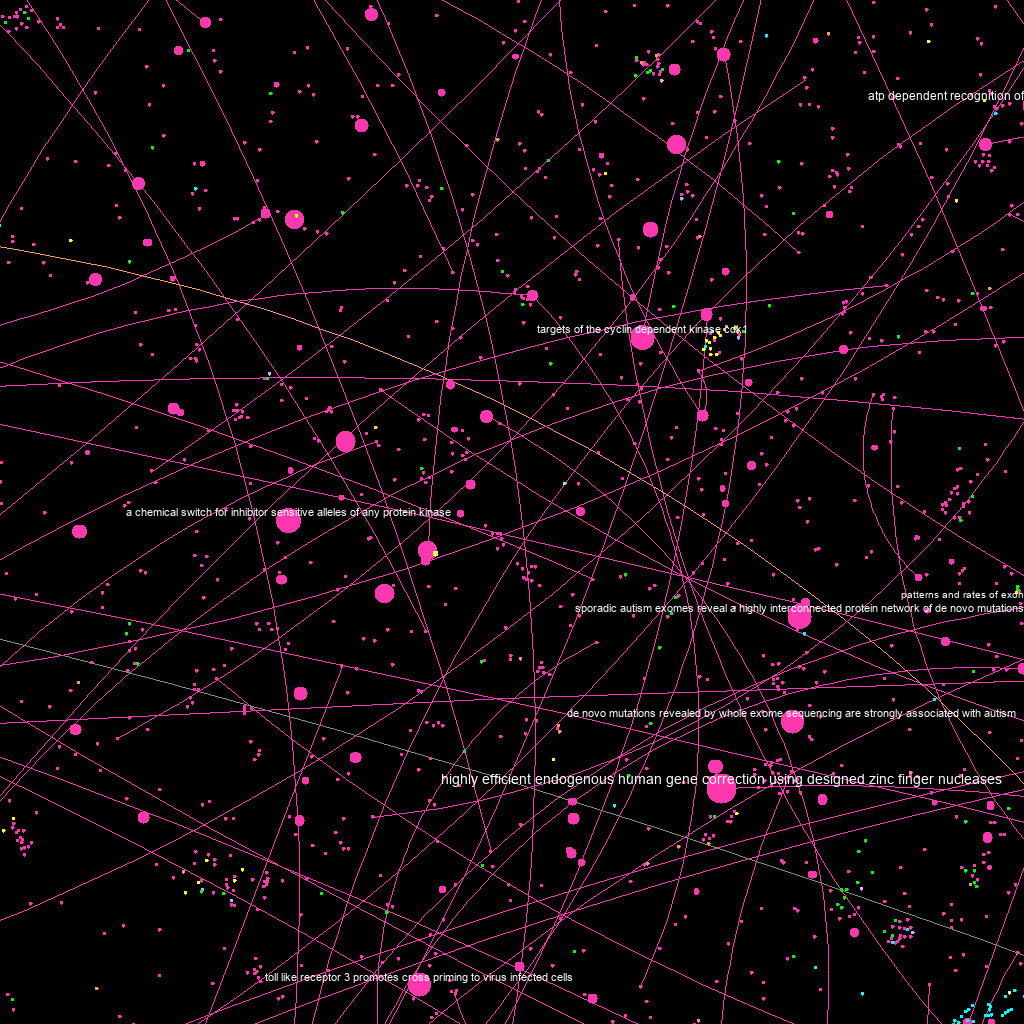 atp dependent recognition of
targets of the cyclin dependent kinase cdk1
a chemical switch for inhibitor sensitive alleles of any protein kinase
patterns and rates of exon
sporadic autism exomes reveal a highly interconnected protein network of de novo mutations
de novo mutations revealed by whole exome sequencing are strongly associated with autism
highly efficient endogenous human gene correction using designed zinc finger nucleases
toll like receptor 3 promotes cross priming to virus infected cells